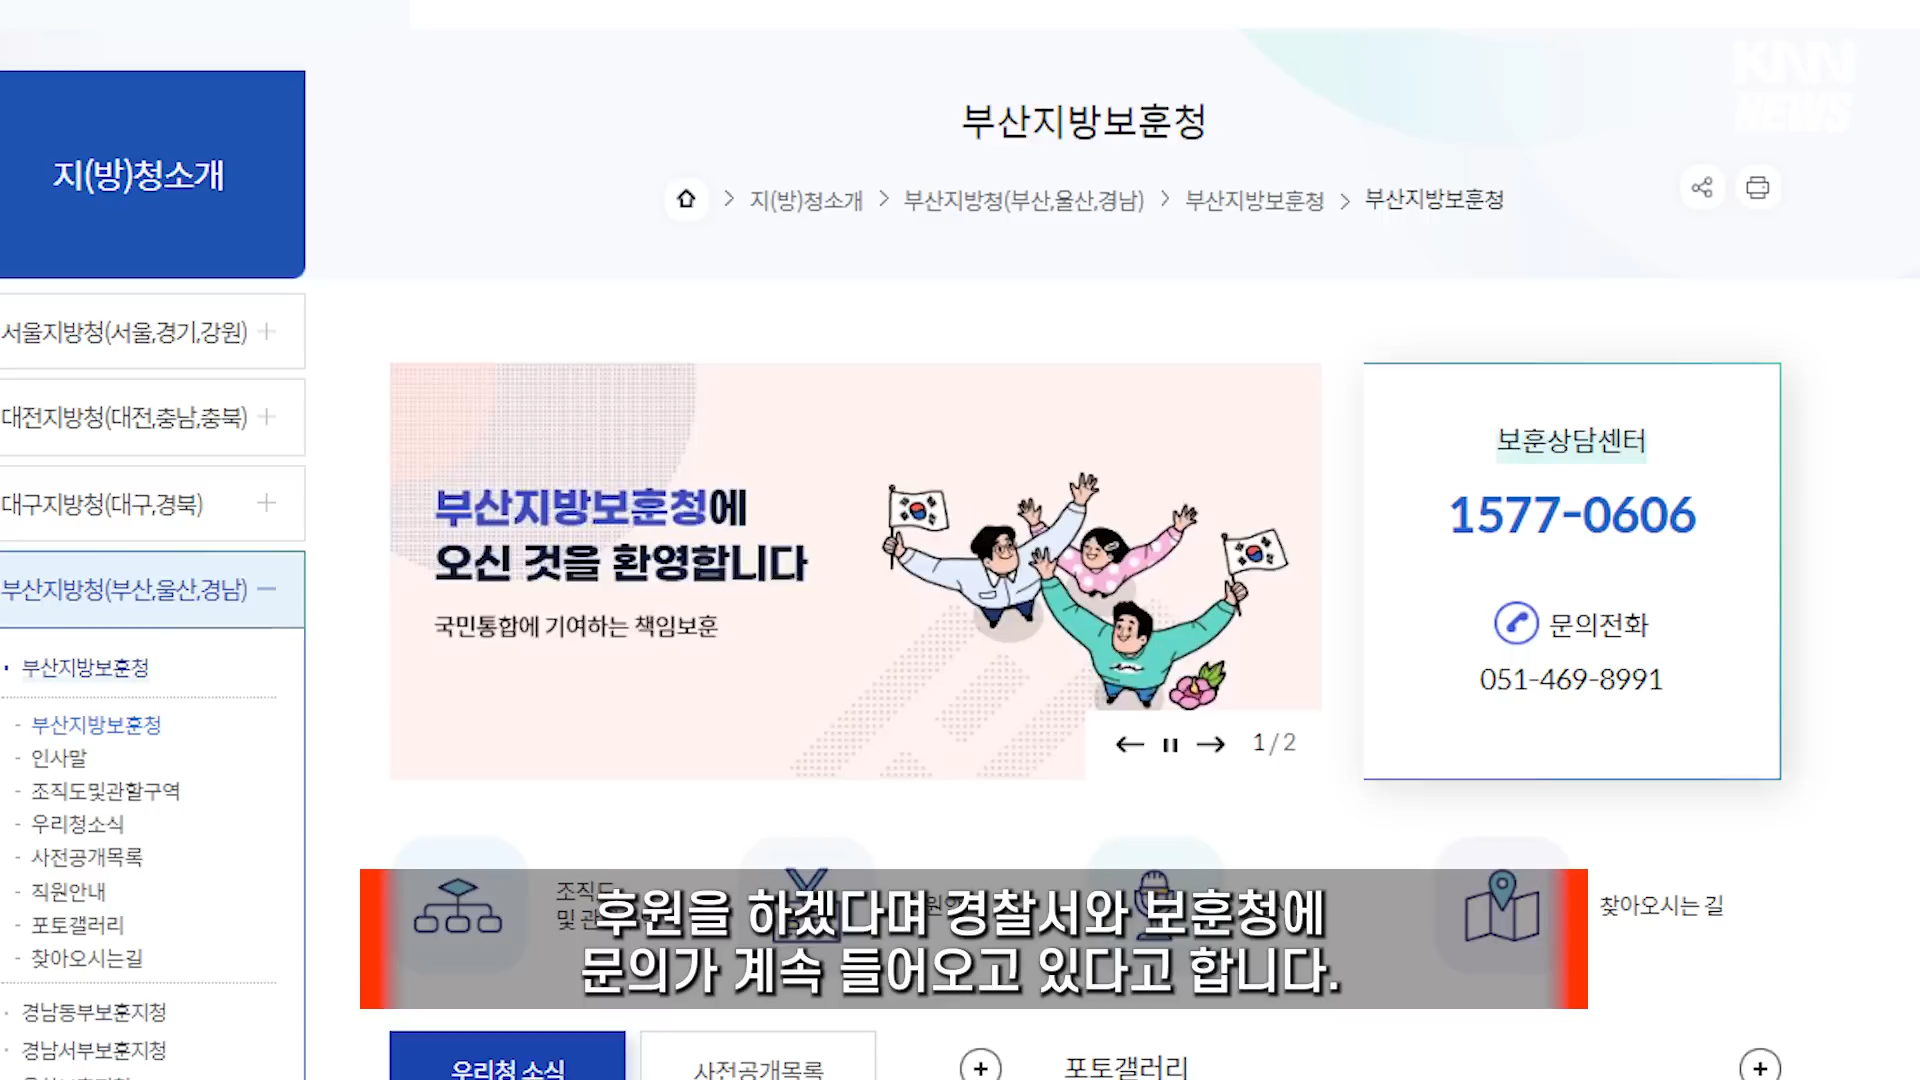 KNN
NEWS
지(방)청소개
부산지방보훈청
지(방)청소개 > 부산지방청(부산,울산,경남) > 부산지방보훈청 > 부산지방보훈청
서울지방청(서울,경기,강원)
대전지방청(대전,충남,충북)
대구지방청(대구,경북)
부산지방청(부산,울산,경남)
· 부산지방보훈청
- 부산지방보훈청
- 인사말
- 조직도및관할구역
- 우리청소식
- 사전공개목록
- 직원안내
- 포토갤러리
- 찾아오시는길
· 경남동부보훈지청
· 경남서부보훈지청
부산지방보훈청에
오신 것을 환영합니다
국민통합에 기여하는 책임보훈
1/2
보훈상담센터
1577-0606
문의전화
051-469-8991
조직도
및 관
찾아오시는 길
후원을 하겠다며 경찰서와 보훈청에
문의가 계속 들어오고 있다고 합니다.
우리청 소식
사전공개목록
포토갤러리